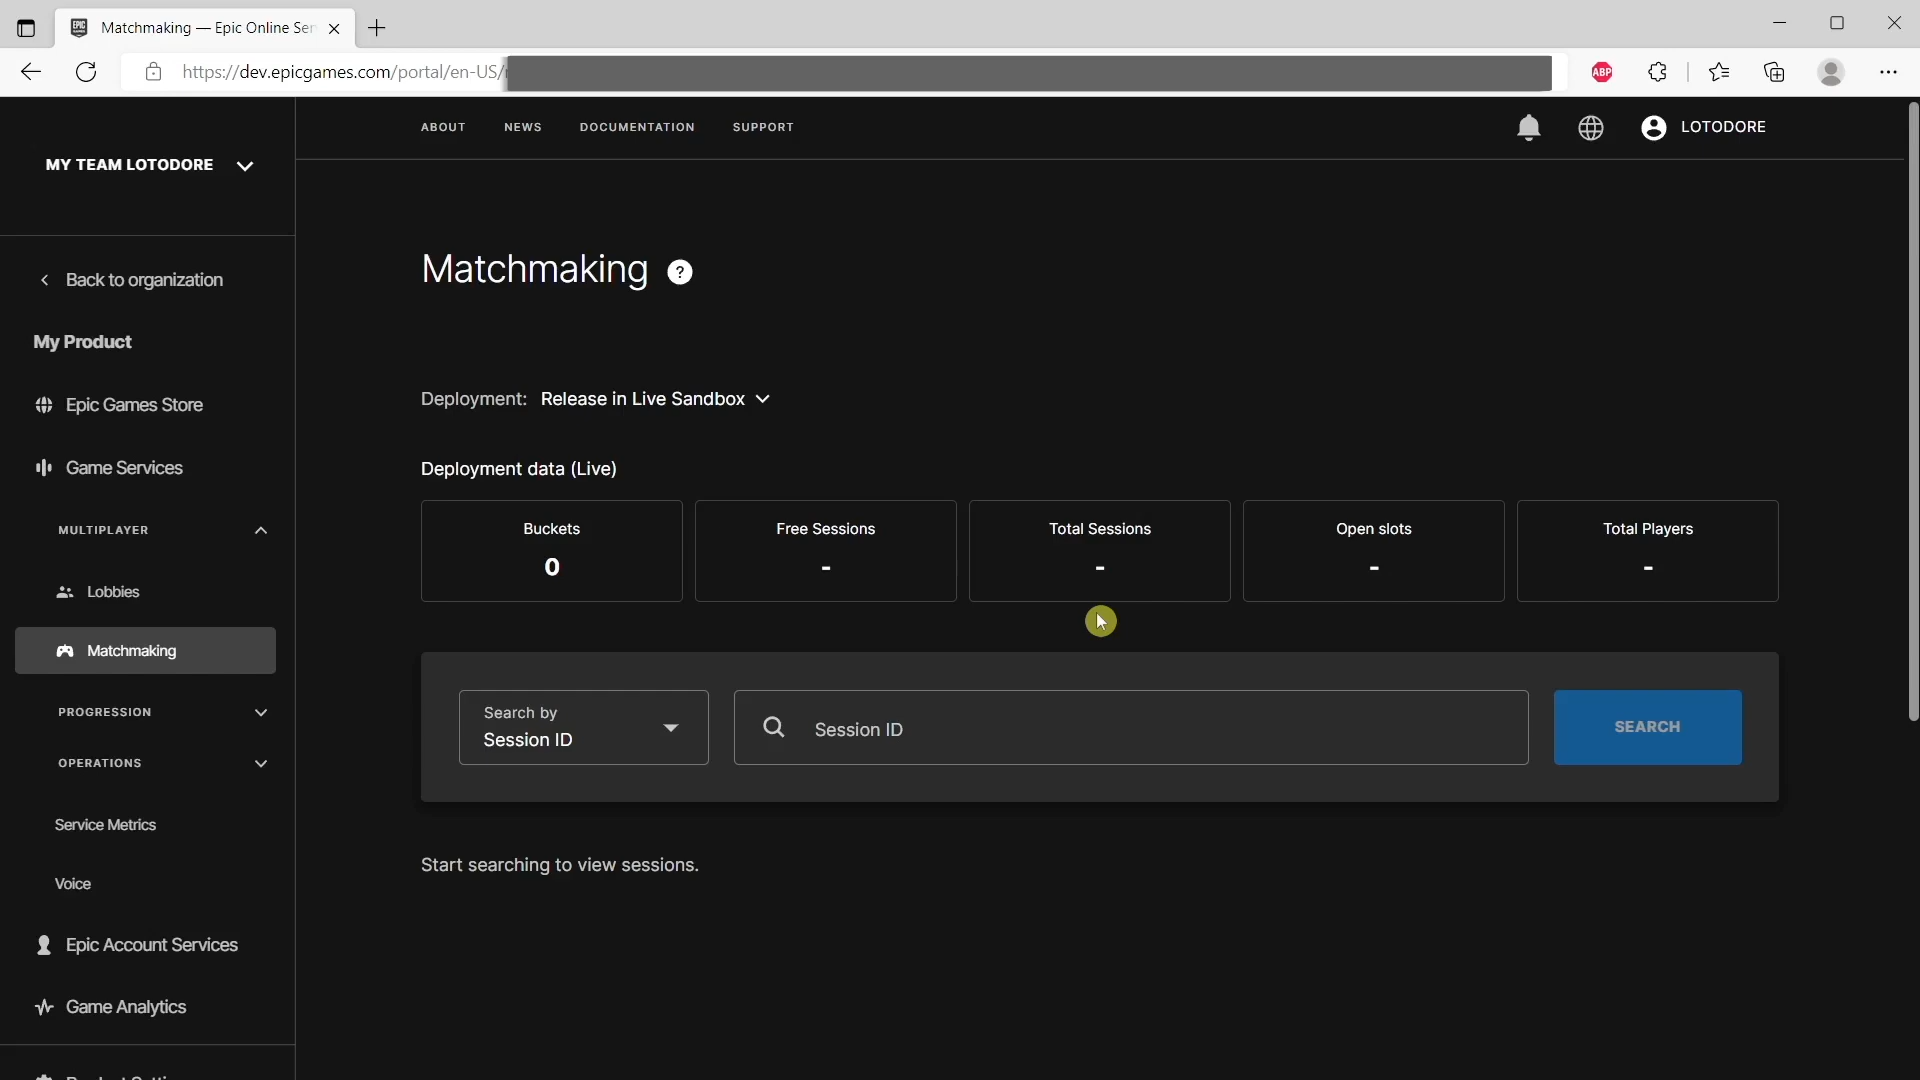 Matchmaking — Epic Online Ser
https://dev.epicgames.com/portal/en-US/
ABP
ABOUT NEWS DOCUMENTATION SUPPORT
LOTODORE
MY TEAM LOTODORE
Back to organization
My Product
Epic Games Store
Game Services
MULTIPLAYER
Lobbies
Matchmaking
PROGRESSION
OPERATIONS
Service Metrics
Voice
Epic Account Services
Game Analytics
Matchmaking ?
Deployment: Release in Live Sandbox
Deployment data (Live)
Buckets
0
Free Sessions
-
Total Sessions
-
Open slots
-
Total Players
-
Search by
Session ID
Session ID
SEARCH
Start searching to view sessions.